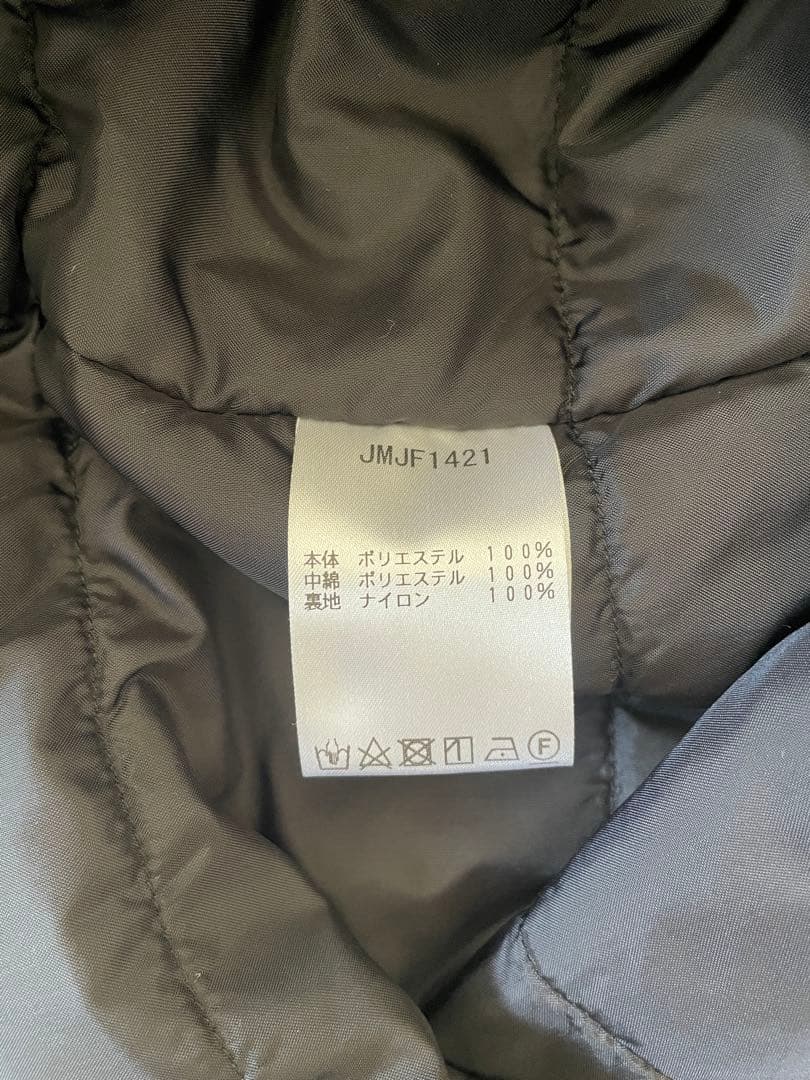 JMJF1421
本体 ポリエステル 100%
中綿 ポリエステル 100%
裏地 ナイロン 100%
F